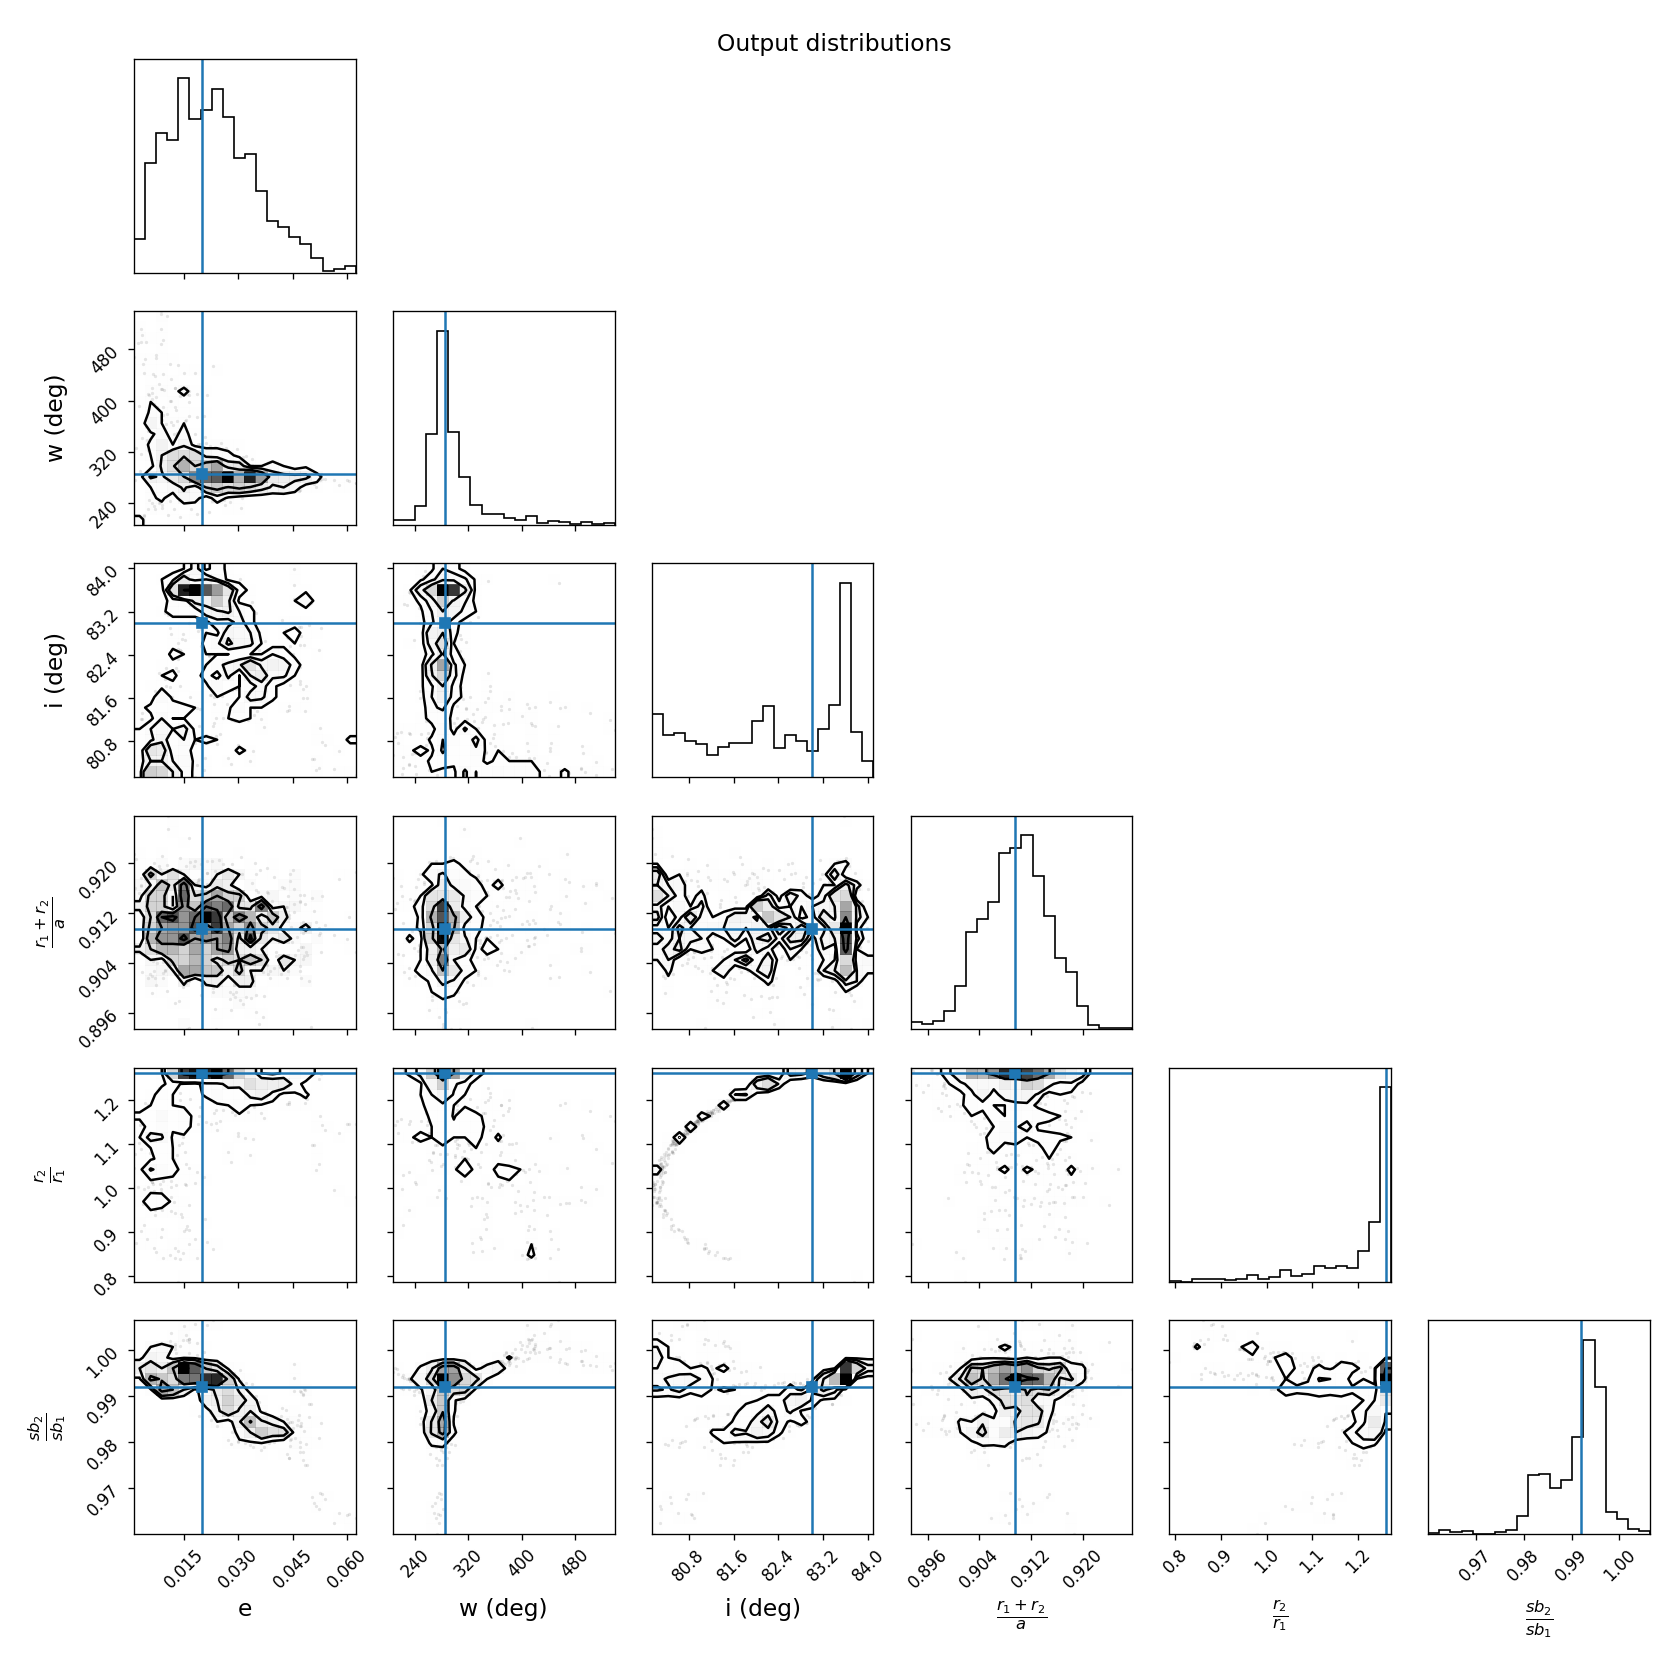 Output distributions
w (deg)
480
400
320
240
i (deg)
84.0
83.2
82.4
81.6
80.8
r₁ + r₂
a
0.920
0.912
0.904
0.896
r₂
r₁
1.2
1.1
1.0
0.9
0.8
sb₂
sb₁
1.00
0.99
0.98
0.97
0.015 0.030 0.045 0.060
240 320 400 480
80.8 81.6 82.4 83.2 84.0
0.896 0.904 0.912 0.920
0.8 0.9 1.0 1.1 1.2
0.97 0.98 0.99 1.00
e
w (deg)
i (deg)
r₁ + r₂
a
r₂
r₁
sb₂
sb₁